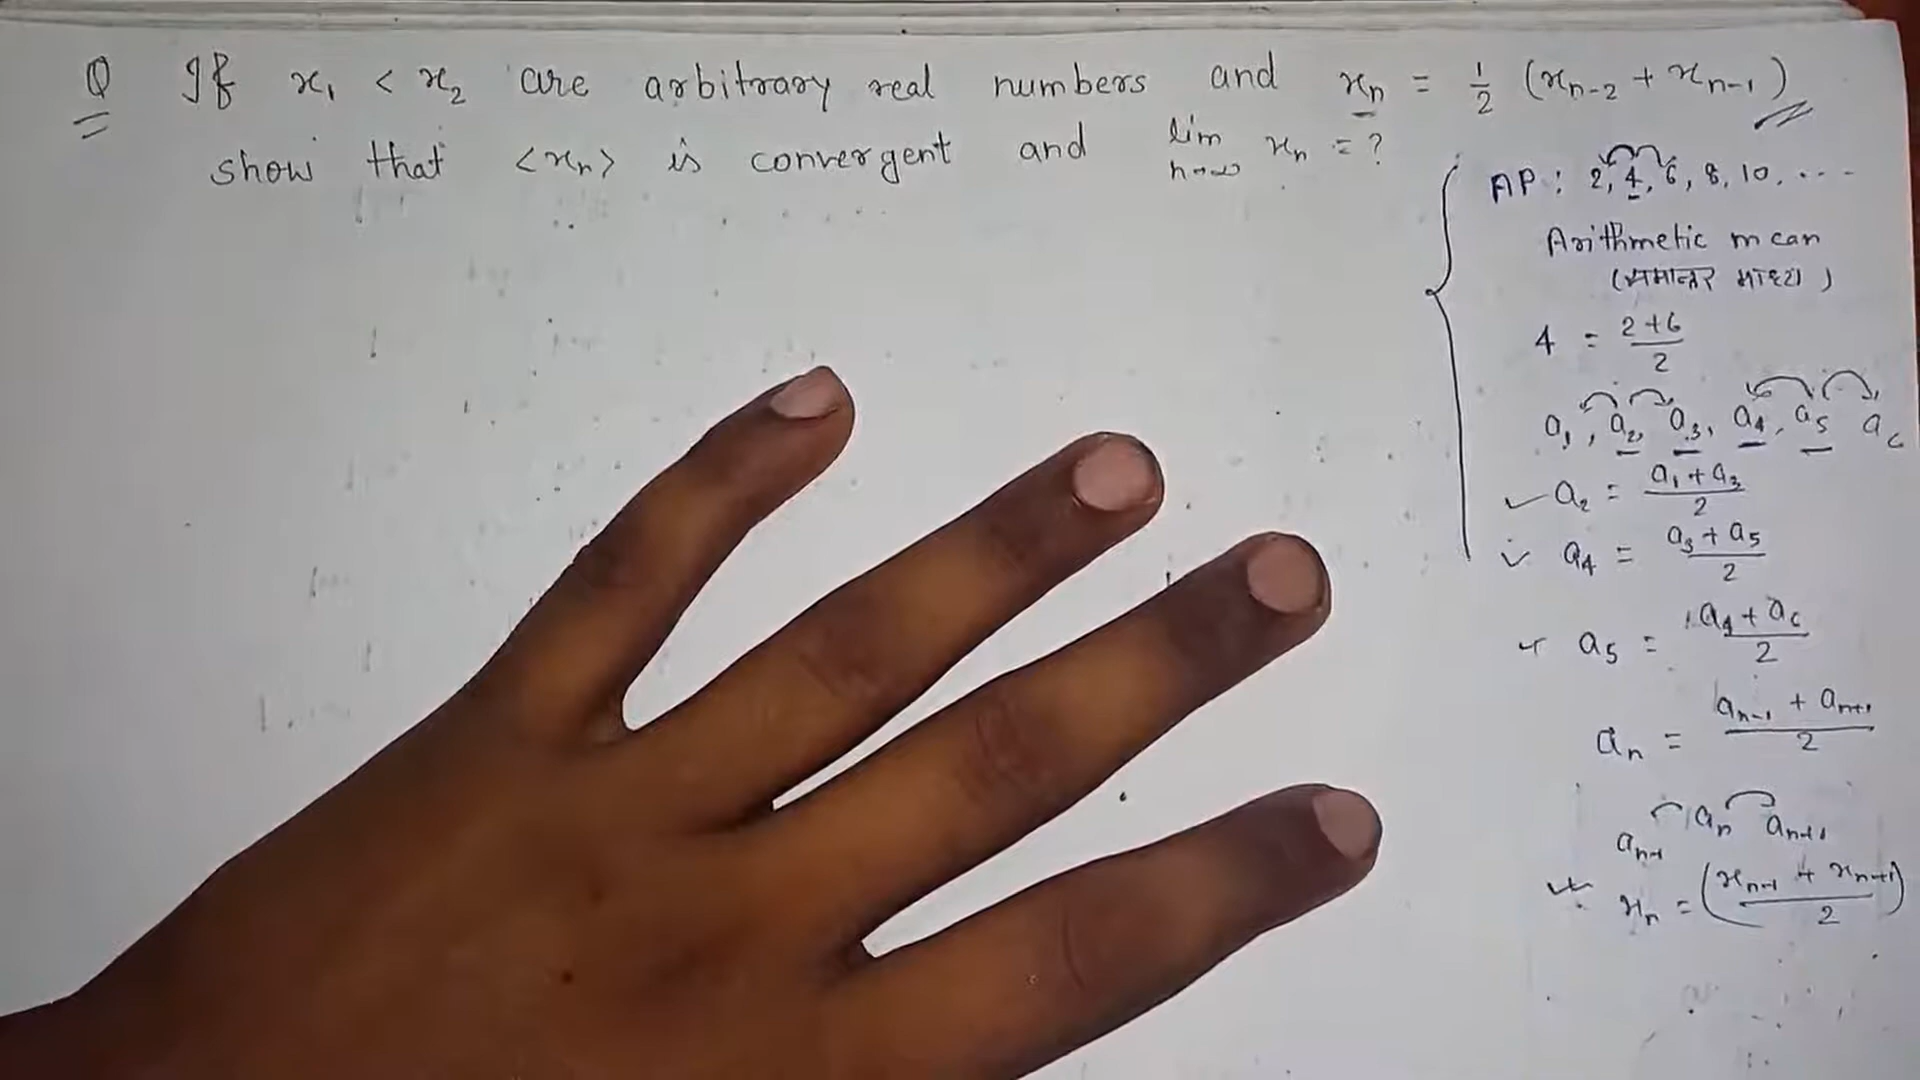 Q If x₁ < x₂ are arbitrary real numbers and xₙ = 1/2 (xₙ₋₂ + xₙ₋₁)
show that <xₙ> is convergent and lim n→∞ xₙ = ?
AP : 2, 4, 6, 8, 10, ....
Arithmetic mean
(समान्तर माध्य)
4 = (2+6)/2
a₁, a₂, a₃, a₄, a₅ a₆
✓ a₂ = (a₁ + a₃)/2
✓ a₄ = (a₃ + a₅)/2
✓ a₅ = (a₄ + a₆)/2
aₙ = (aₙ₋₁ + aₙ₊₁)/2
aₙ₋₁ aₙ aₙ₊₁
xₙ = ((xₙ₋₁ + xₙ₊₁)/2)